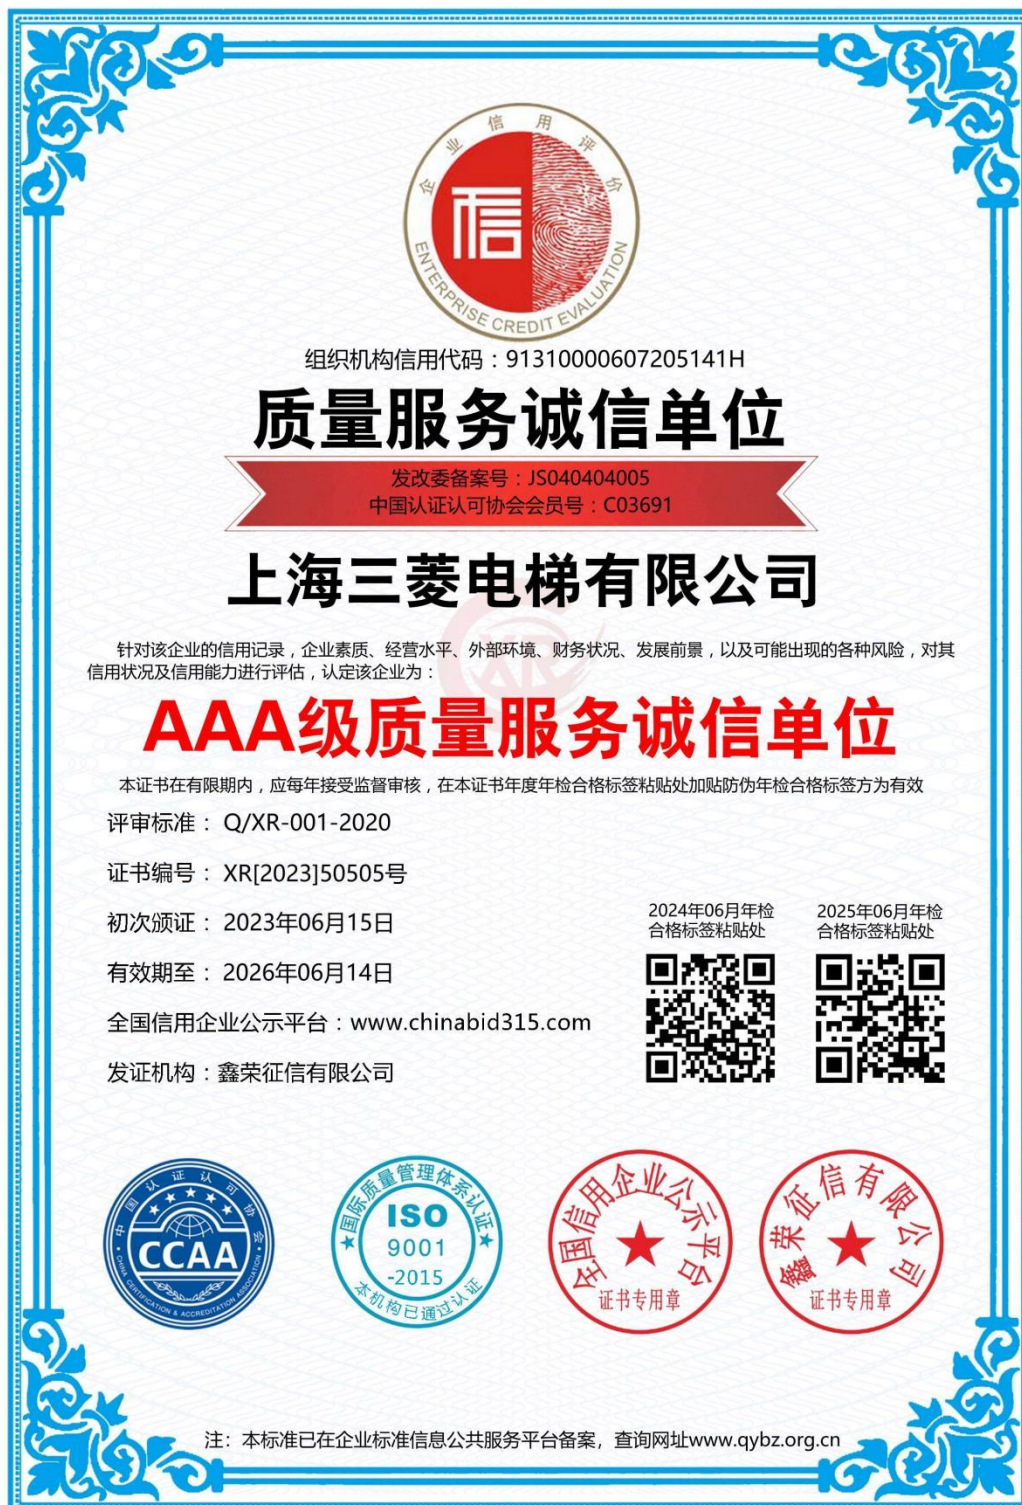 企业信用评价
信
ENTERPRISE CREDIT EVALUATION
组织机构信用代码：91310000607205141H
质量服务诚信单位
发改委备案号：JS040404005
中国认证认可协会会员号：C03691
上海三菱电梯有限公司
XR
针对该企业的信用记录，企业素质、经营水平、外部环境、财务状况、发展前景，以及可能出现的各种风险，对其
信用状况及信用能力进行评估，认定该企业为：
AAA级质量服务诚信单位
本证书在有限期内，应每年接受监督审核，在本证书年度年检合格标签粘贴处加贴防伪年检合格标签方为有效
评审标准：Q/XR-001-2020
证书编号：XR[2023]50505号
初次颁证：2023年06月15日
有效期至：2026年06月14日
全国信用企业公示平台：www.chinabid315.com
发证机构：鑫荣征信有限公司
2024年06月年检
合格标签粘贴处
2025年06月年检
合格标签粘贴处
中国认证认可协会
CCAA
CHINA CERTIFICATION & ACCREDITATION ASSOCIATION
国际质量管理体系认证
ISO
9001
-2015
本机构已通过认证
全国信用企业公示平台
证书专用章
鑫荣征信有限公司
证书专用章
注：本标准已在企业标准信息公共服务平台备案，查询网址www.qybz.org.cn